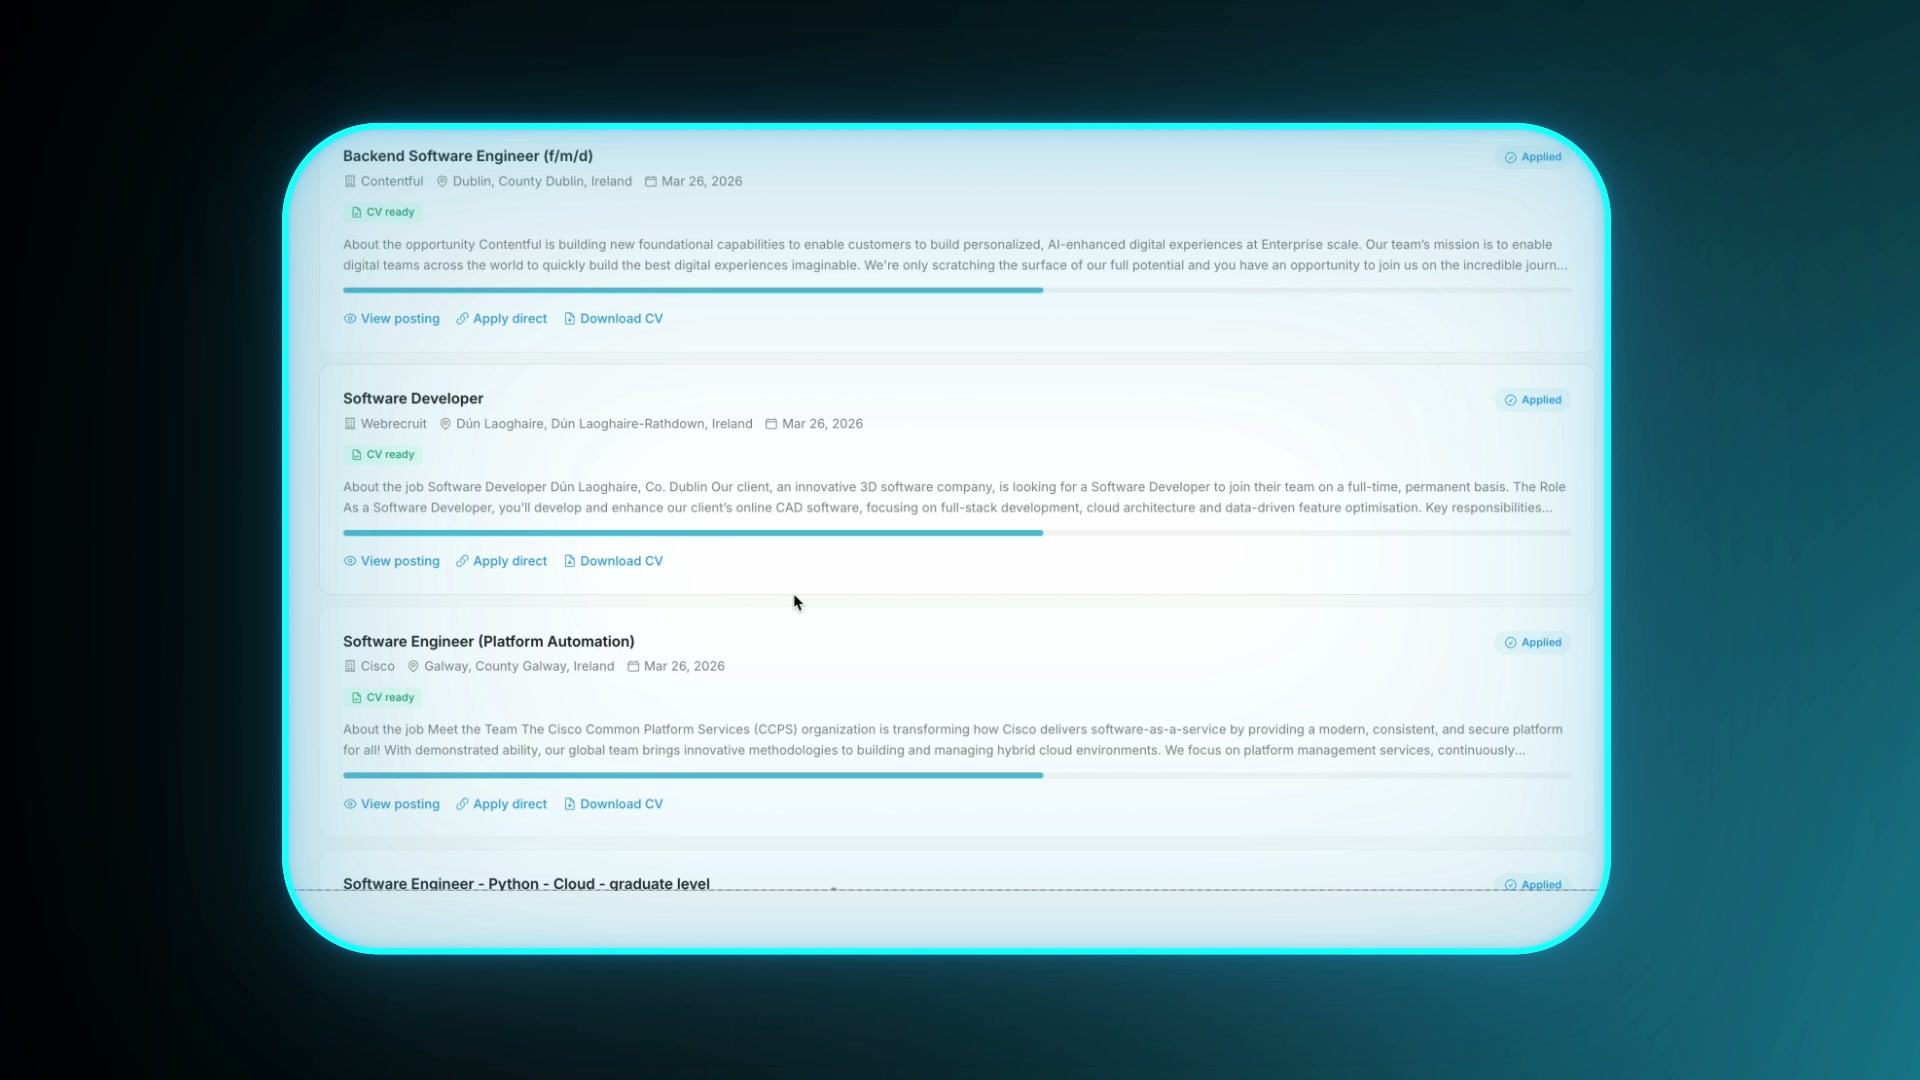 Backend Software Engineer (f/m/d)
Applied
Contentful Dublin, County Dublin, Ireland Mar 26, 2026
CV ready
About the opportunity Contentful is building new foundational capabilities to enable customers to build personalized, AI-enhanced digital experiences at Enterprise scale. Our team's mission is to enable
digital teams across the world to quickly build the best digital experiences imaginable. We're only scratching the surface of our full potential and you have an opportunity to join us on the incredible journ...
View posting Apply direct Download CV
Software Developer
Applied
Webrecruit Dún Laoghaire, Dún Laoghaire-Rathdown, Ireland Mar 26, 2026
CV ready
About the job Software Developer Dún Laoghaire, Co. Dublin Our client, an innovative 3D software company, is looking for a Software Developer to join their team on a full-time, permanent basis. The Role
As a Software Developer, you'll develop and enhance our client's online CAD software, focusing on full-stack development, cloud architecture and data-driven feature optimisation. Key responsibilities...
View posting Apply direct Download CV
Software Engineer (Platform Automation)
Applied
Cisco Galway, County Galway, Ireland Mar 26, 2026
CV ready
About the job Meet the Team The Cisco Common Platform Services (CCPS) organization is transforming how Cisco delivers software-as-a-service by providing a modern, consistent, and secure platform
for all! With demonstrated ability, our global team brings innovative methodologies to building and managing hybrid cloud environments. We focus on platform management services, continuously...
View posting Apply direct Download CV
Software Engineer - Python - Cloud - graduate level
Applied